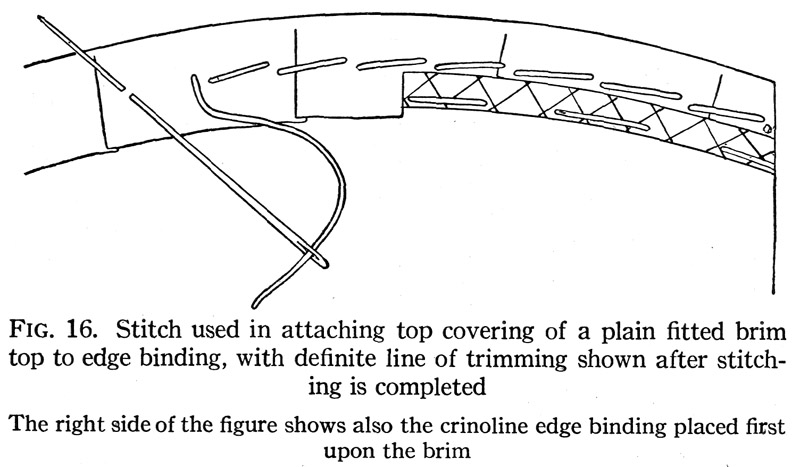 FIG. 16. Stitch used in attaching top covering of a plain fitted brim
top to edge binding, with definite line of trimming shown after stitch-
ing is completed
The right side of the figure shows also the crinoline edge binding placed first
upon the brim